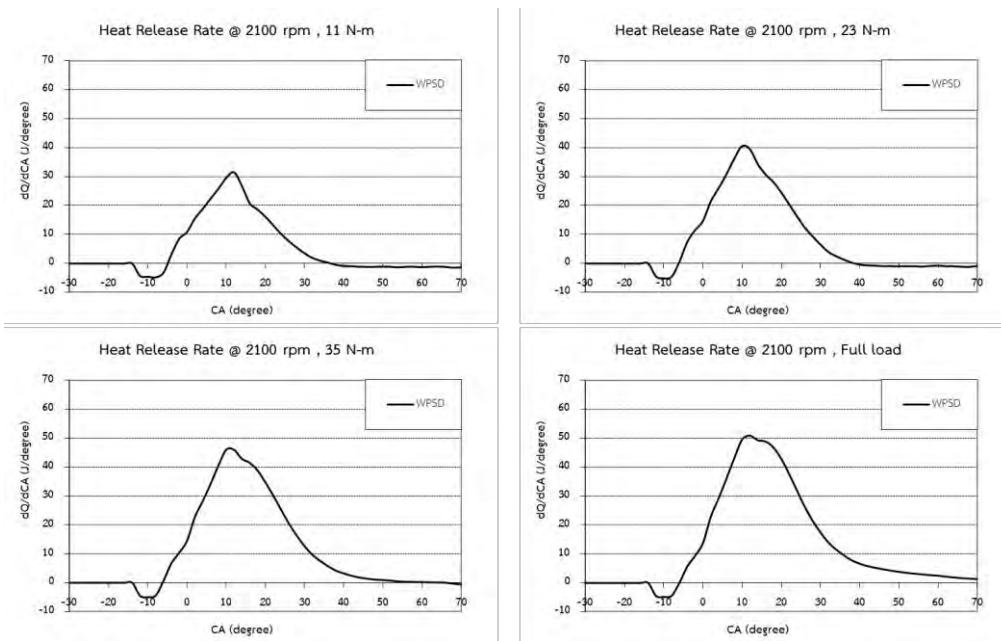 Heat Release Rate @ 2100 rpm , 11 N-m
70
60
50
40
30
20
10
0
-10
-30 -20 -10 0 10 20 30 40 50 60 70
dQ/dCA (J/degree)
CA (degree)
WPSD
Heat Release Rate @ 2100 rpm , 23 N-m
70
60
50
40
30
20
10
0
-10
-30 -20 -10 0 10 20 30 40 50 60 70
dQ/dCA (J/degree)
CA (degree)
WPSD
Heat Release Rate @ 2100 rpm , 35 N-m
70
60
50
40
30
20
10
0
-10
-30 -20 -10 0 10 20 30 40 50 60 70
dQ/dCA (J/degree)
CA (degree)
WPSD
Heat Release Rate @ 2100 rpm , Full load
70
60
50
40
30
20
10
0
-10
-30 -20 -10 0 10 20 30 40 50 60 70
dQ/dCA (J/degree)
CA (degree)
WPSD